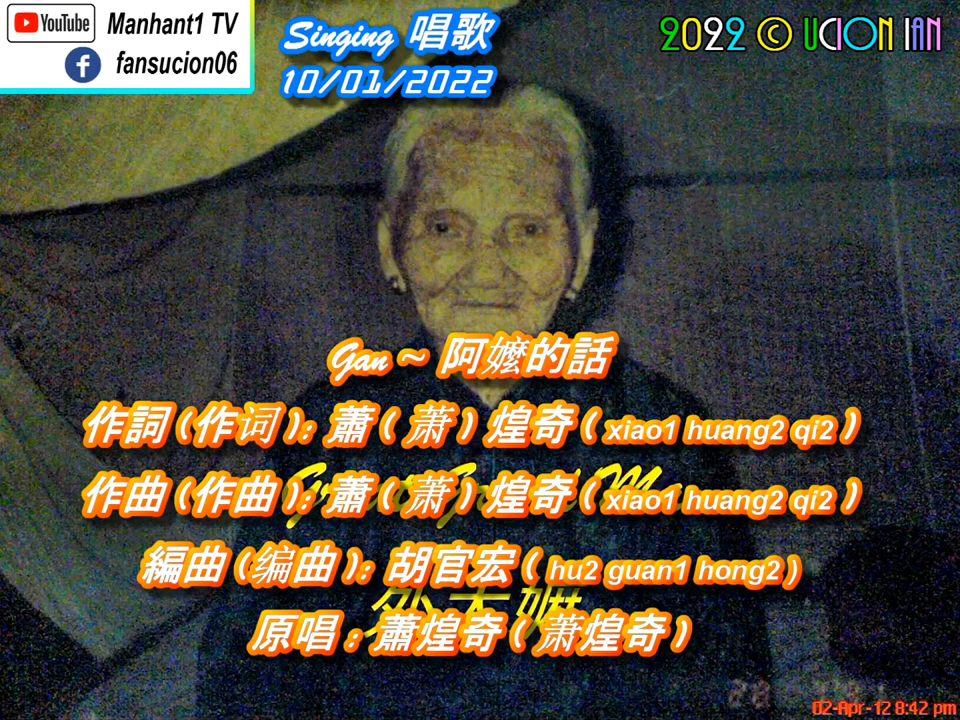 YouTube Manhant1 TV
fansucion06
Singing 唱歌
10/01/2022
2022 © UCION IAN
Gan ~ 阿嬤的話
作詞 (作词 ): 蕭 ( 萧 ) 煌奇 ( xiao1 huang2 qi2 )
作曲 (作曲 ): 蕭 ( 萧 ) 煌奇 ( xiao1 huang2 qi2 )
編曲 (编曲 ): 胡官宏 ( hu2 guan1 hong2 )
原唱 : 蕭煌奇 ( 萧煌奇 )
02-Apr-12 8:42 pm